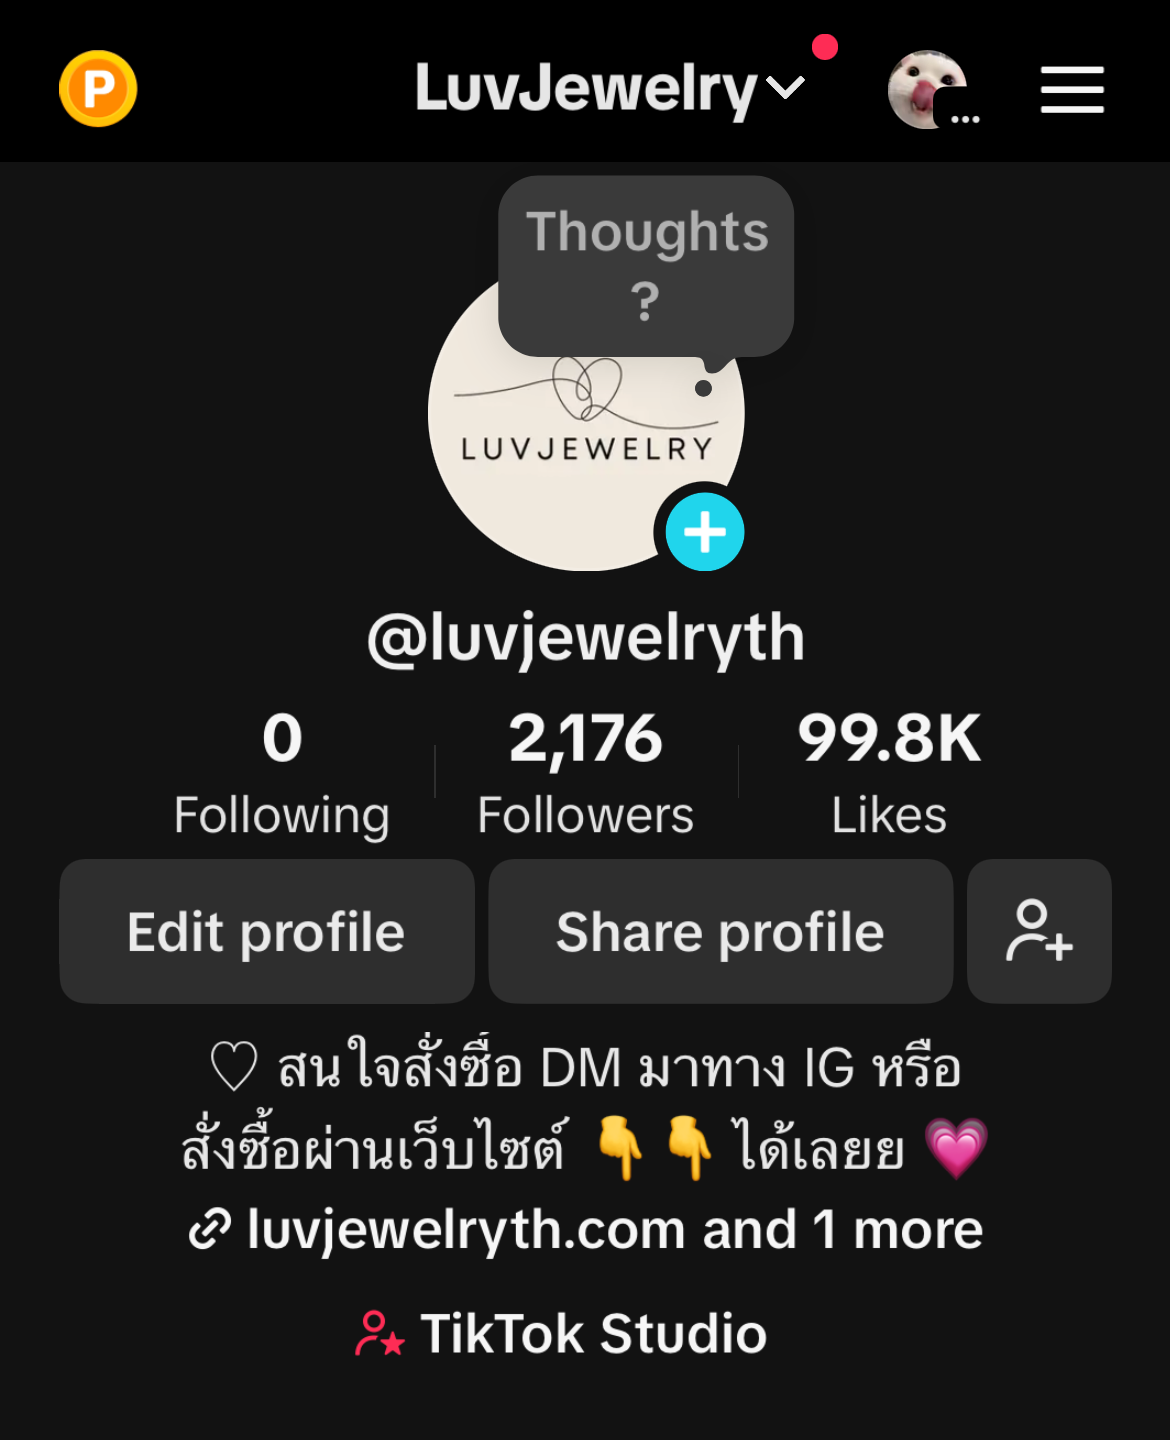 P
LuvJewelry
Thoughts
?
LUVJEWELRY
@luvjewelryth
0 2,176 99.8K
Following Followers Likes
Edit profile Share profile
♡ สนใจสั่งซื้อ DM มาทาง IG หรือ
สั่งซื้อผ่านเว็บไซต์ 👇👇 ได้เลยย 💗
luvjewelryth.com and 1 more
TikTok Studio